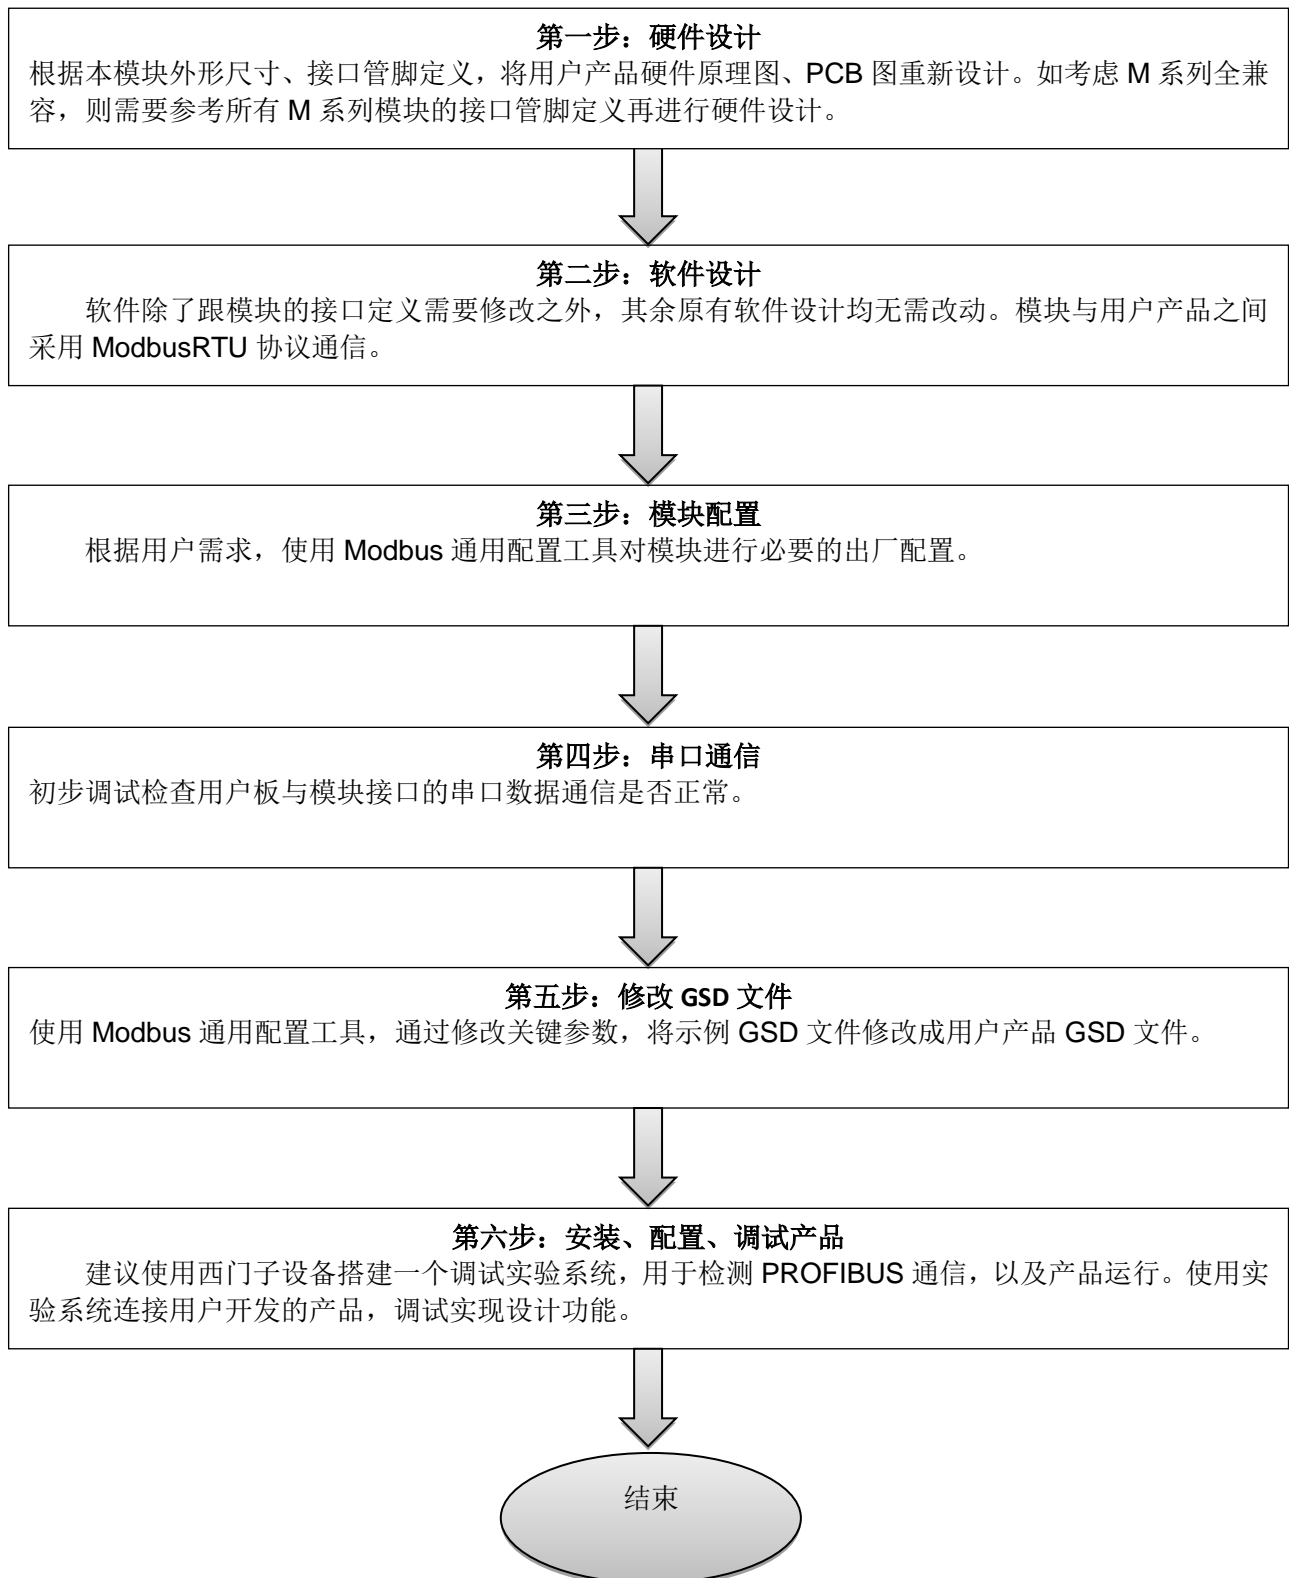 第一步：硬件设计
根据本模块外形尺寸、接口管脚定义，将用户产品硬件原理图、PCB 图重新设计。如考虑 M 系列全兼
容，则需要参考所有 M 系列模块的接口管脚定义再进行硬件设计。
第二步：软件设计
软件除了跟模块的接口定义需要修改之外，其余原有软件设计均无需改动。模块与用户产品之间
采用 ModbusRTU 协议通信。
第三步：模块配置
根据用户需求，使用 Modbus 通用配置工具对模块进行必要的出厂配置。
第四步：串口通信
初步调试检查用户板与模块接口的串口数据通信是否正常。
第五步：修改 GSD 文件
使用 Modbus 通用配置工具，通过修改关键参数，将示例 GSD 文件修改成用户产品 GSD 文件。
第六步：安装、配置、调试产品
建议使用西门子设备搭建一个调试实验系统，用于检测 PROFIBUS 通信，以及产品运行。使用实
验系统连接用户开发的产品，调试实现设计功能。
结束